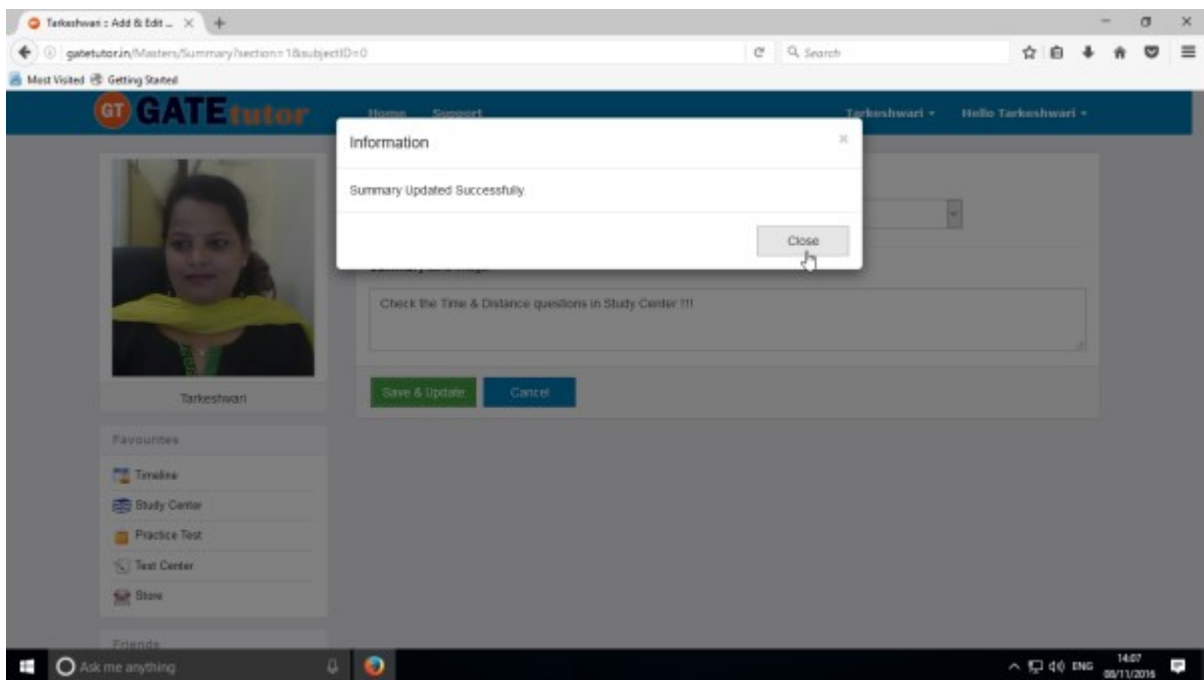 Tarkeshwari : Add & Edit ...
gatetutor.in/Masters/Summary?section=1&subjectID=0
Search
Most Visited Getting Started
GT GATEtutor Home Support Tarkeshwari Hello Tarkeshwari
Information
Summary Updated Successfully.
Close
Check the Time & Distance questions in Study Center !!!
Save & Update Cancel
Tarkeshwari
Favourites
Timeline
Study Center
Practice Test
Test Center
Store
Friends
Ask me anything
ENG
14:07
08/11/2016